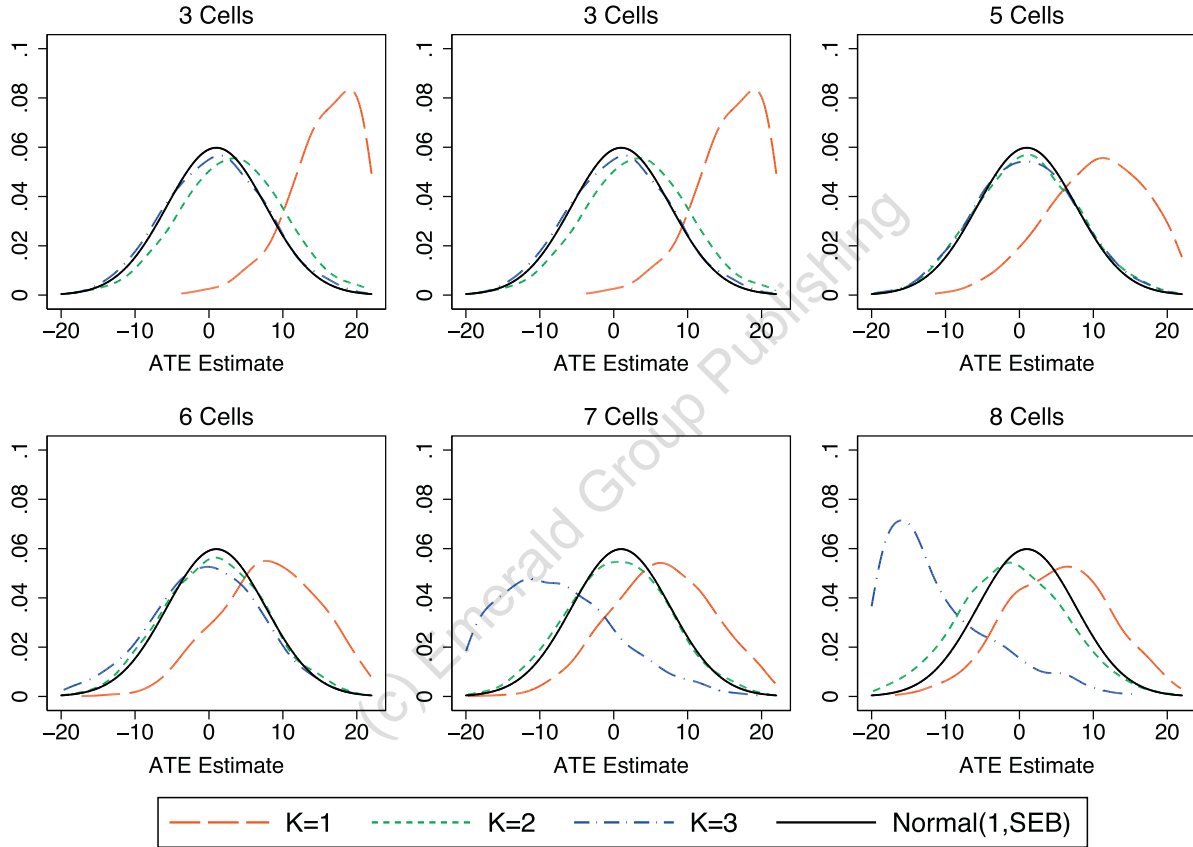 3 Cells
3 Cells
5 Cells
.1
.08
.06
.04
.02
0
−20 −10 0 10 20
ATE Estimate
.1
.08
.06
.04
.02
0
−20 −10 0 10 20
ATE Estimate
.1
.08
.06
.04
.02
0
−20 −10 0 10 20
ATE Estimate
6 Cells
7 Cells
8 Cells
.1
.08
.06
.04
.02
0
−20 −10 0 10 20
ATE Estimate
.1
.08
.06
.04
.02
0
−20 −10 0 10 20
ATE Estimate
.1
.08
.06
.04
.02
0
−20 −10 0 10 20
ATE Estimate
K=1 K=2 K=3 Normal(1,SEB)
(c) Emerald Group Publishing